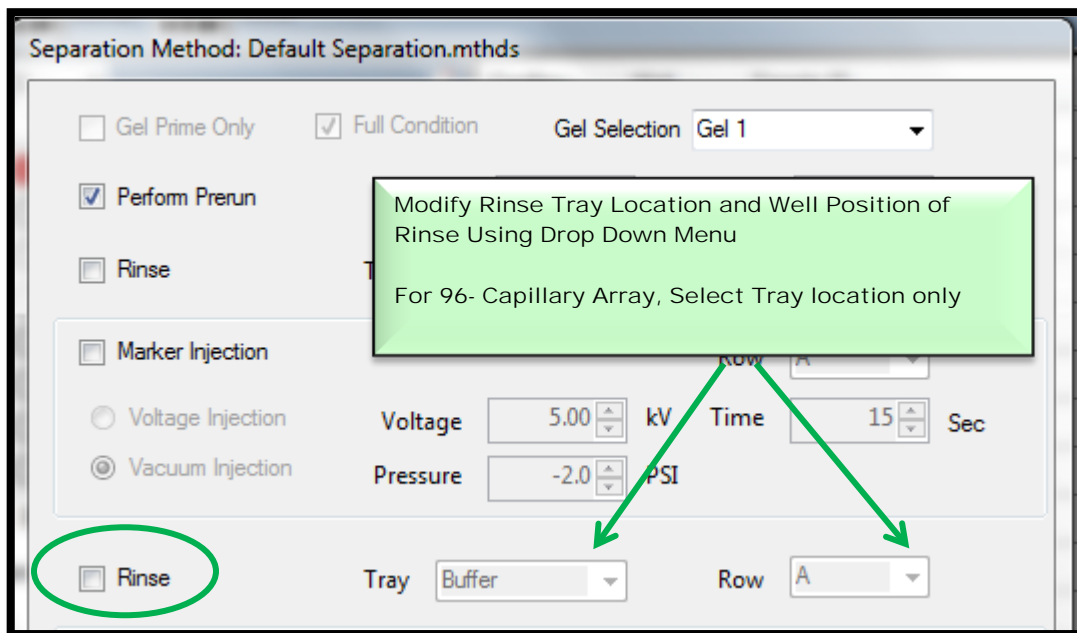 Separation Method: Default Separation.mthds
Gel Prime Only Full Condition Gel Selection Gel 1
Perform Prerun
Modify Rinse Tray Location and Well Position of
Rinse Using Drop Down Menu
Rinse
For 96- Capillary Array, Select Tray location only
Marker Injection Row A
Voltage Injection Voltage 5.00 kV Time 15 Sec
Vacuum Injection Pressure -2.0 PSI
Rinse Tray Buffer Row A